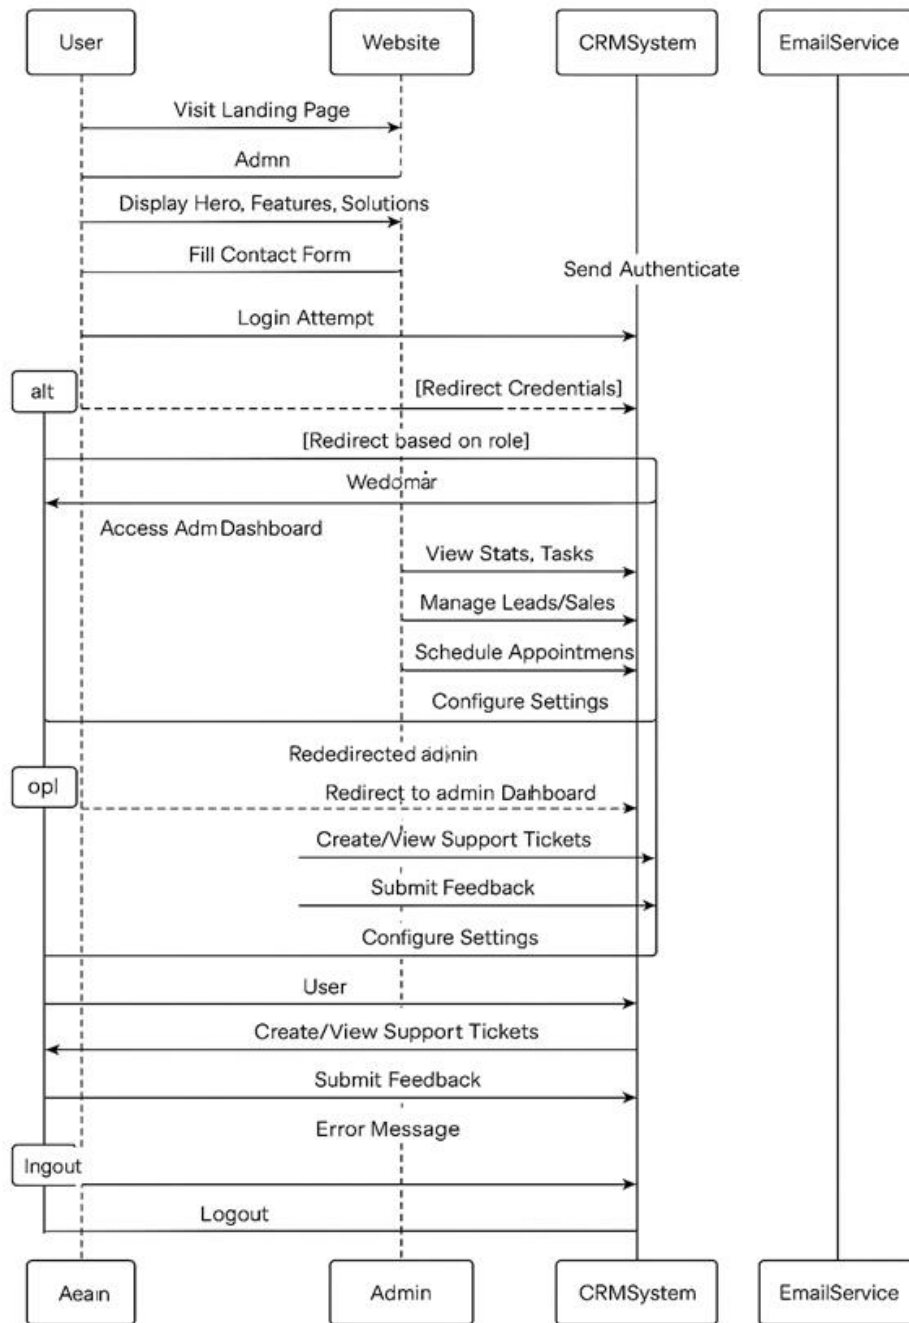 User
Website
CRMSystem
EmailService
Visit Landing Page
Admn
Display Hero, Features, Solutions
Fill Contact Form
Send Authenticate
Login Attempt
alt
[Redirect Credentials]
[Redirect based on role]
Wedomar
Access Adm Dashboard
View Stats, Tasks
Manage Leads/Sales
Schedule Appointmens
Configure Settings
Rededirected adinin
opl
Redirect to admin Dahboard
Create/View Support Tickets
Submit Feedback
Configure Settings
User
Create/View Support Tickets
Submit Feedback
Error Message
Ingout
Logout
Aeain
Admin
CRMSystem
EmailService